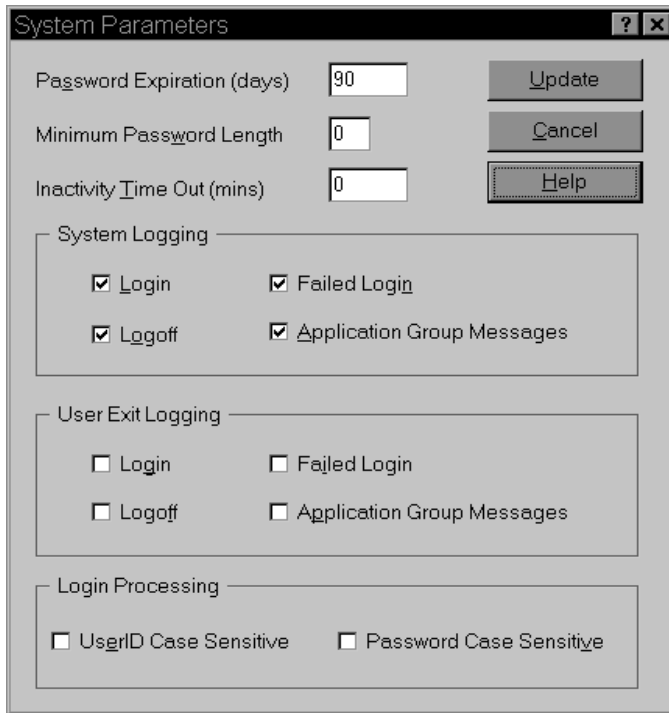 System Parameters
Password Expiration (days) 90 Update
Minimum Password Length 0 Cancel
Inactivity Time Out (mins) 0 Help
System Logging
Login Failed Login
Logoff Application Group Messages
User Exit Logging
Login Failed Login
Logoff Application Group Messages
Login Processing
UserID Case Sensitive Password Case Sensitive